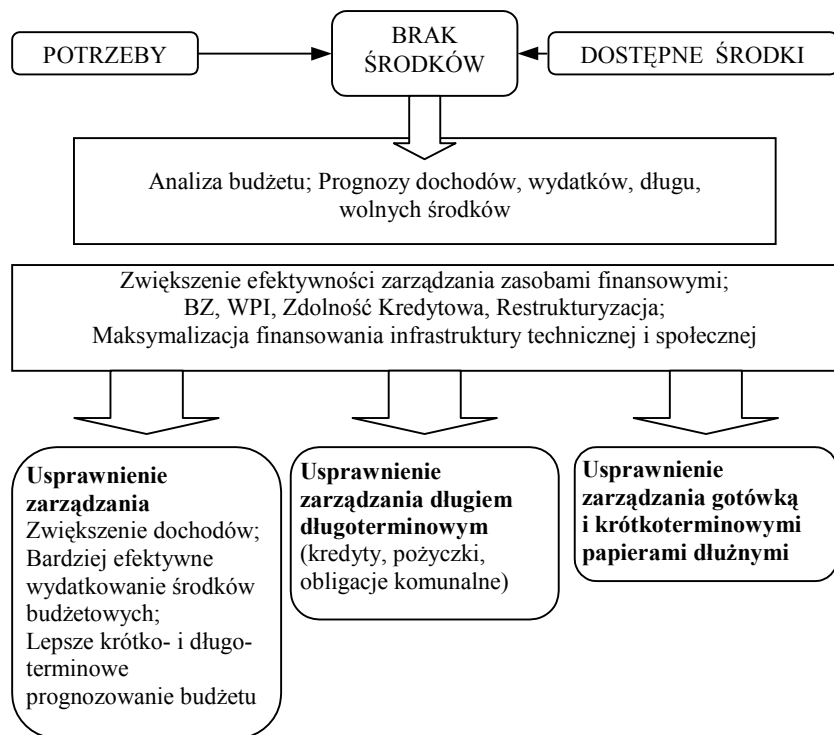 POTRZEBY
BRAK
ŚRODKÓW
DOSTĘPNE ŚRODKI
Analiza budżetu; Prognozy dochodów, wydatków, długu,
wolnych środków
Zwiększenie efektywności zarządzania zasobami finansowymi;
BZ, WPI, Zdolność Kredytowa, Restrukturyzacja;
Maksymalizacja finansowania infrastruktury technicznej i społecznej
Usprawnienie
zarządzania
Zwiększenie dochodów;
Bardziej efektywne
wydatkowanie środków
budżetowych;
Lepsze krótko- i długo-
terminowe
prognozowanie budżetu
Usprawnienie
zarządzania długiem
długoterminowym
(kredyty, pożyczki,
obligacje komunalne)
Usprawnienie
zarządzania gotówką
i krótkoterminowymi
papierami dłużnymi